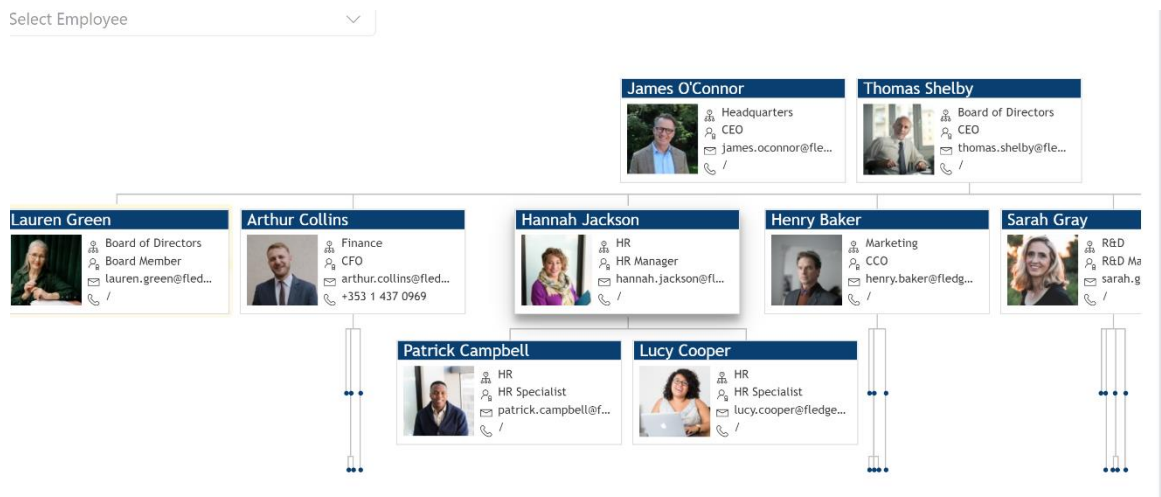 Select Employee
James O'Connor
Headquarters
CEO
james.oconnor@fle...
/
Thomas Shelby
Board of Directors
CEO
thomas.shelby@fle...
/
Lauren Green
Board of Directors
Board Member
lauren.green@fled...
/
Arthur Collins
Finance
CFO
arthur.collins@fled...
+353 1 437 0969
Hannah Jackson
HR
HR Manager
hannah.jackson@fl...
/
Henry Baker
Marketing
CCO
henry.baker@fledg...
/
Sarah Gray
R&D
R&D Ma
sarah.g
/
Patrick Campbell
HR
HR Specialist
patrick.campbell@f...
/
Lucy Cooper
HR
HR Specialist
lucy.cooper@fledge...
/